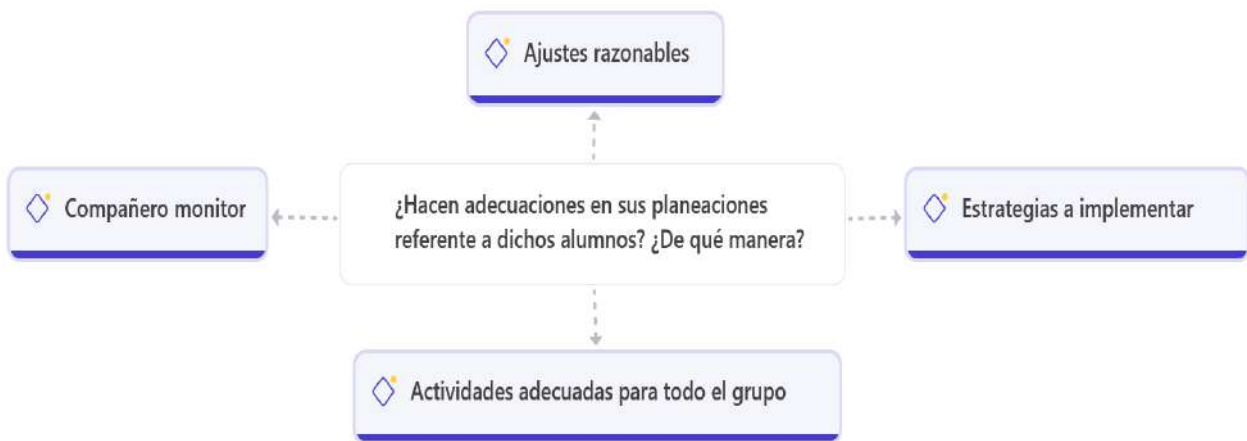 Ajustes razonables
Compañero monitor
¿Hacen adecuaciones en sus planeaciones
referente a dichos alumnos? ¿De qué manera?
Estrategias a implementar
Actividades adecuadas para todo el grupo